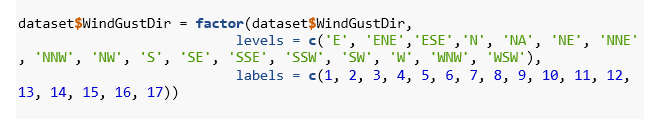 dataset$WindGustDir = factor(dataset$WindGustDir,
levels = c('E', 'ENE','ESE','N', 'NA', 'NE', 'NNE'
, 'NNW', 'NW', 'S', 'SE', 'SSE', 'SSW', 'SW', 'W', 'WNW', 'WSW'),
labels = c(1, 2, 3, 4, 5, 6, 7, 8, 9, 10, 11, 12,
13, 14, 15, 16, 17))